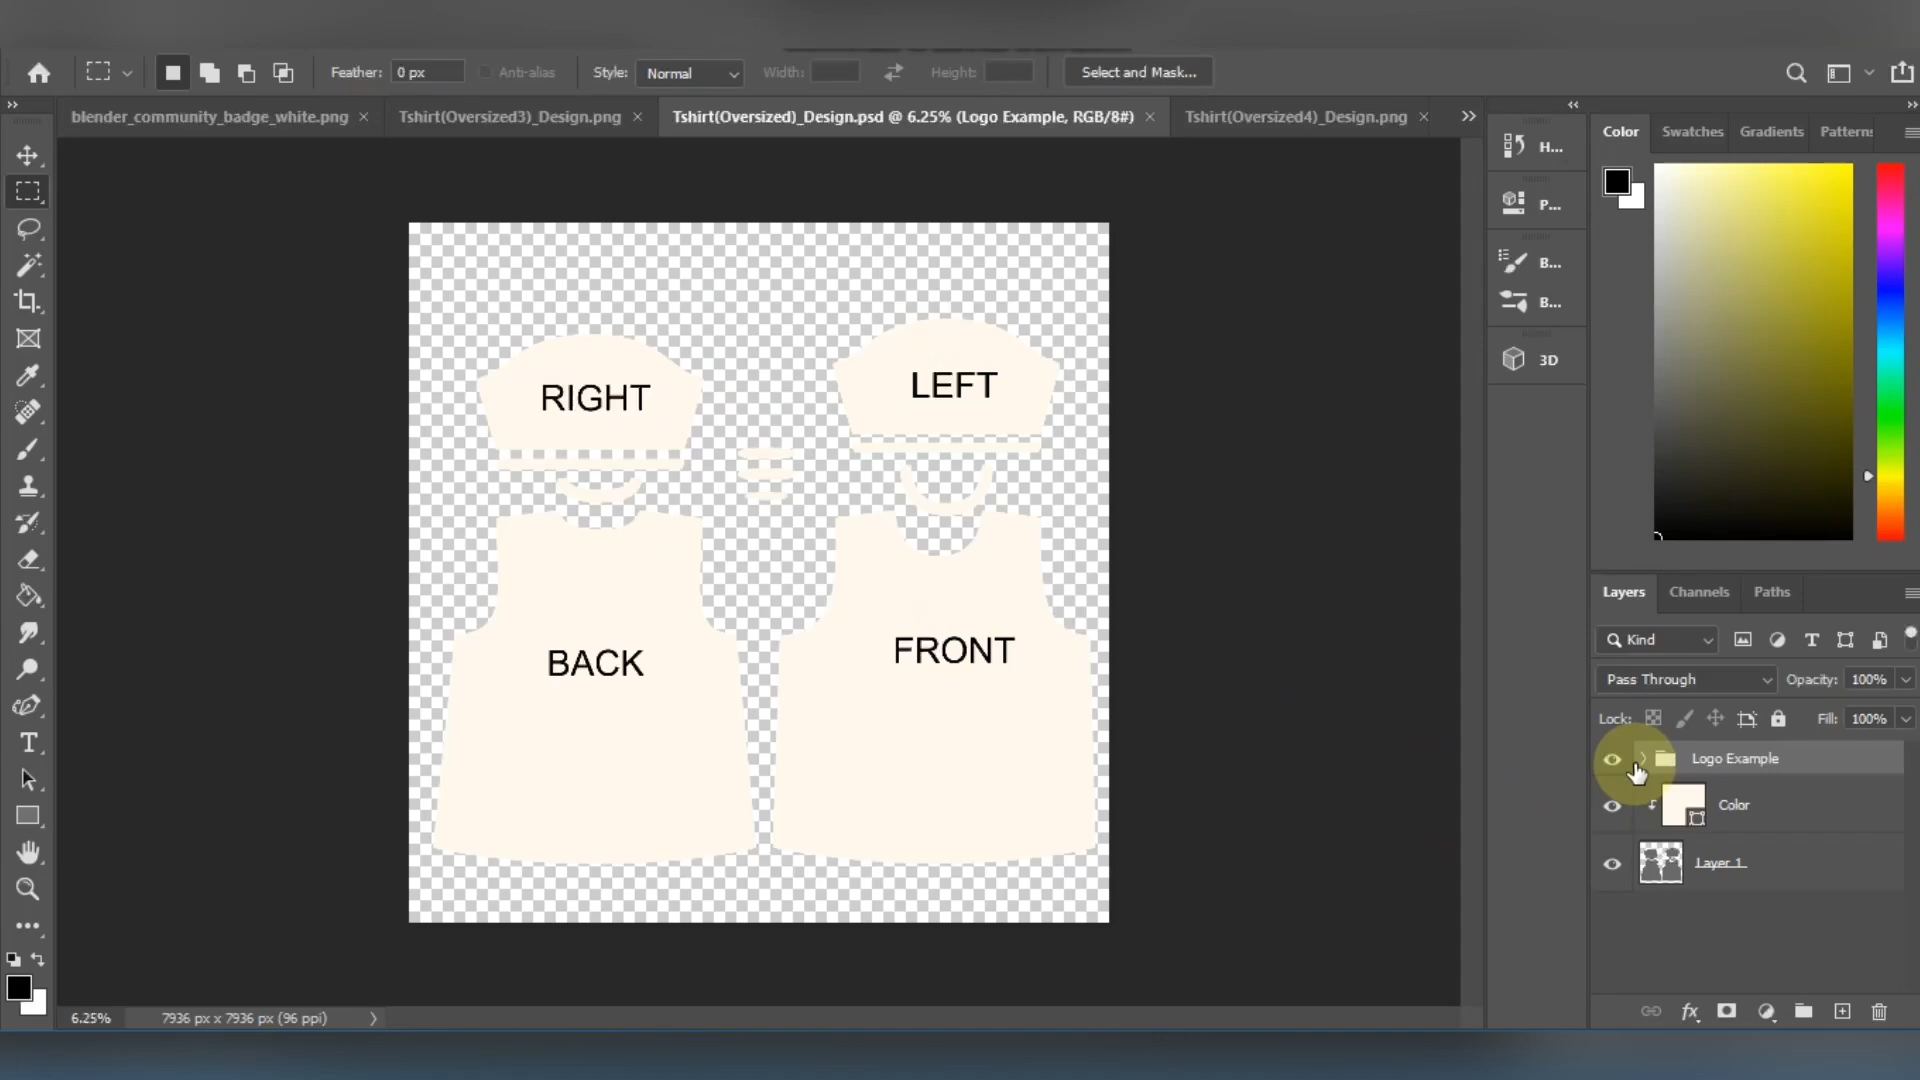 Feather: 0 px Anti-alias Style: Normal Width: Height: Select and Mask...
blender_community_badge_white.png × Tshirt(Oversized3)_Design.png × Tshirt(Oversized)_Design.psd @ 6.25% (Logo Example, RGB/8#) × Tshirt(Oversized4)_Design.png ×
H...
P...
B...
B...
3D
Color Swatches Gradients Patterns
RIGHT
LEFT
BACK
FRONT
Layers Channels Paths
Kind
Pass Through Opacity: 100%
Lock: Fill: 100%
Logo Example
Color
Layer 1
6.25% 7936 px x 7936 px (96 ppi)